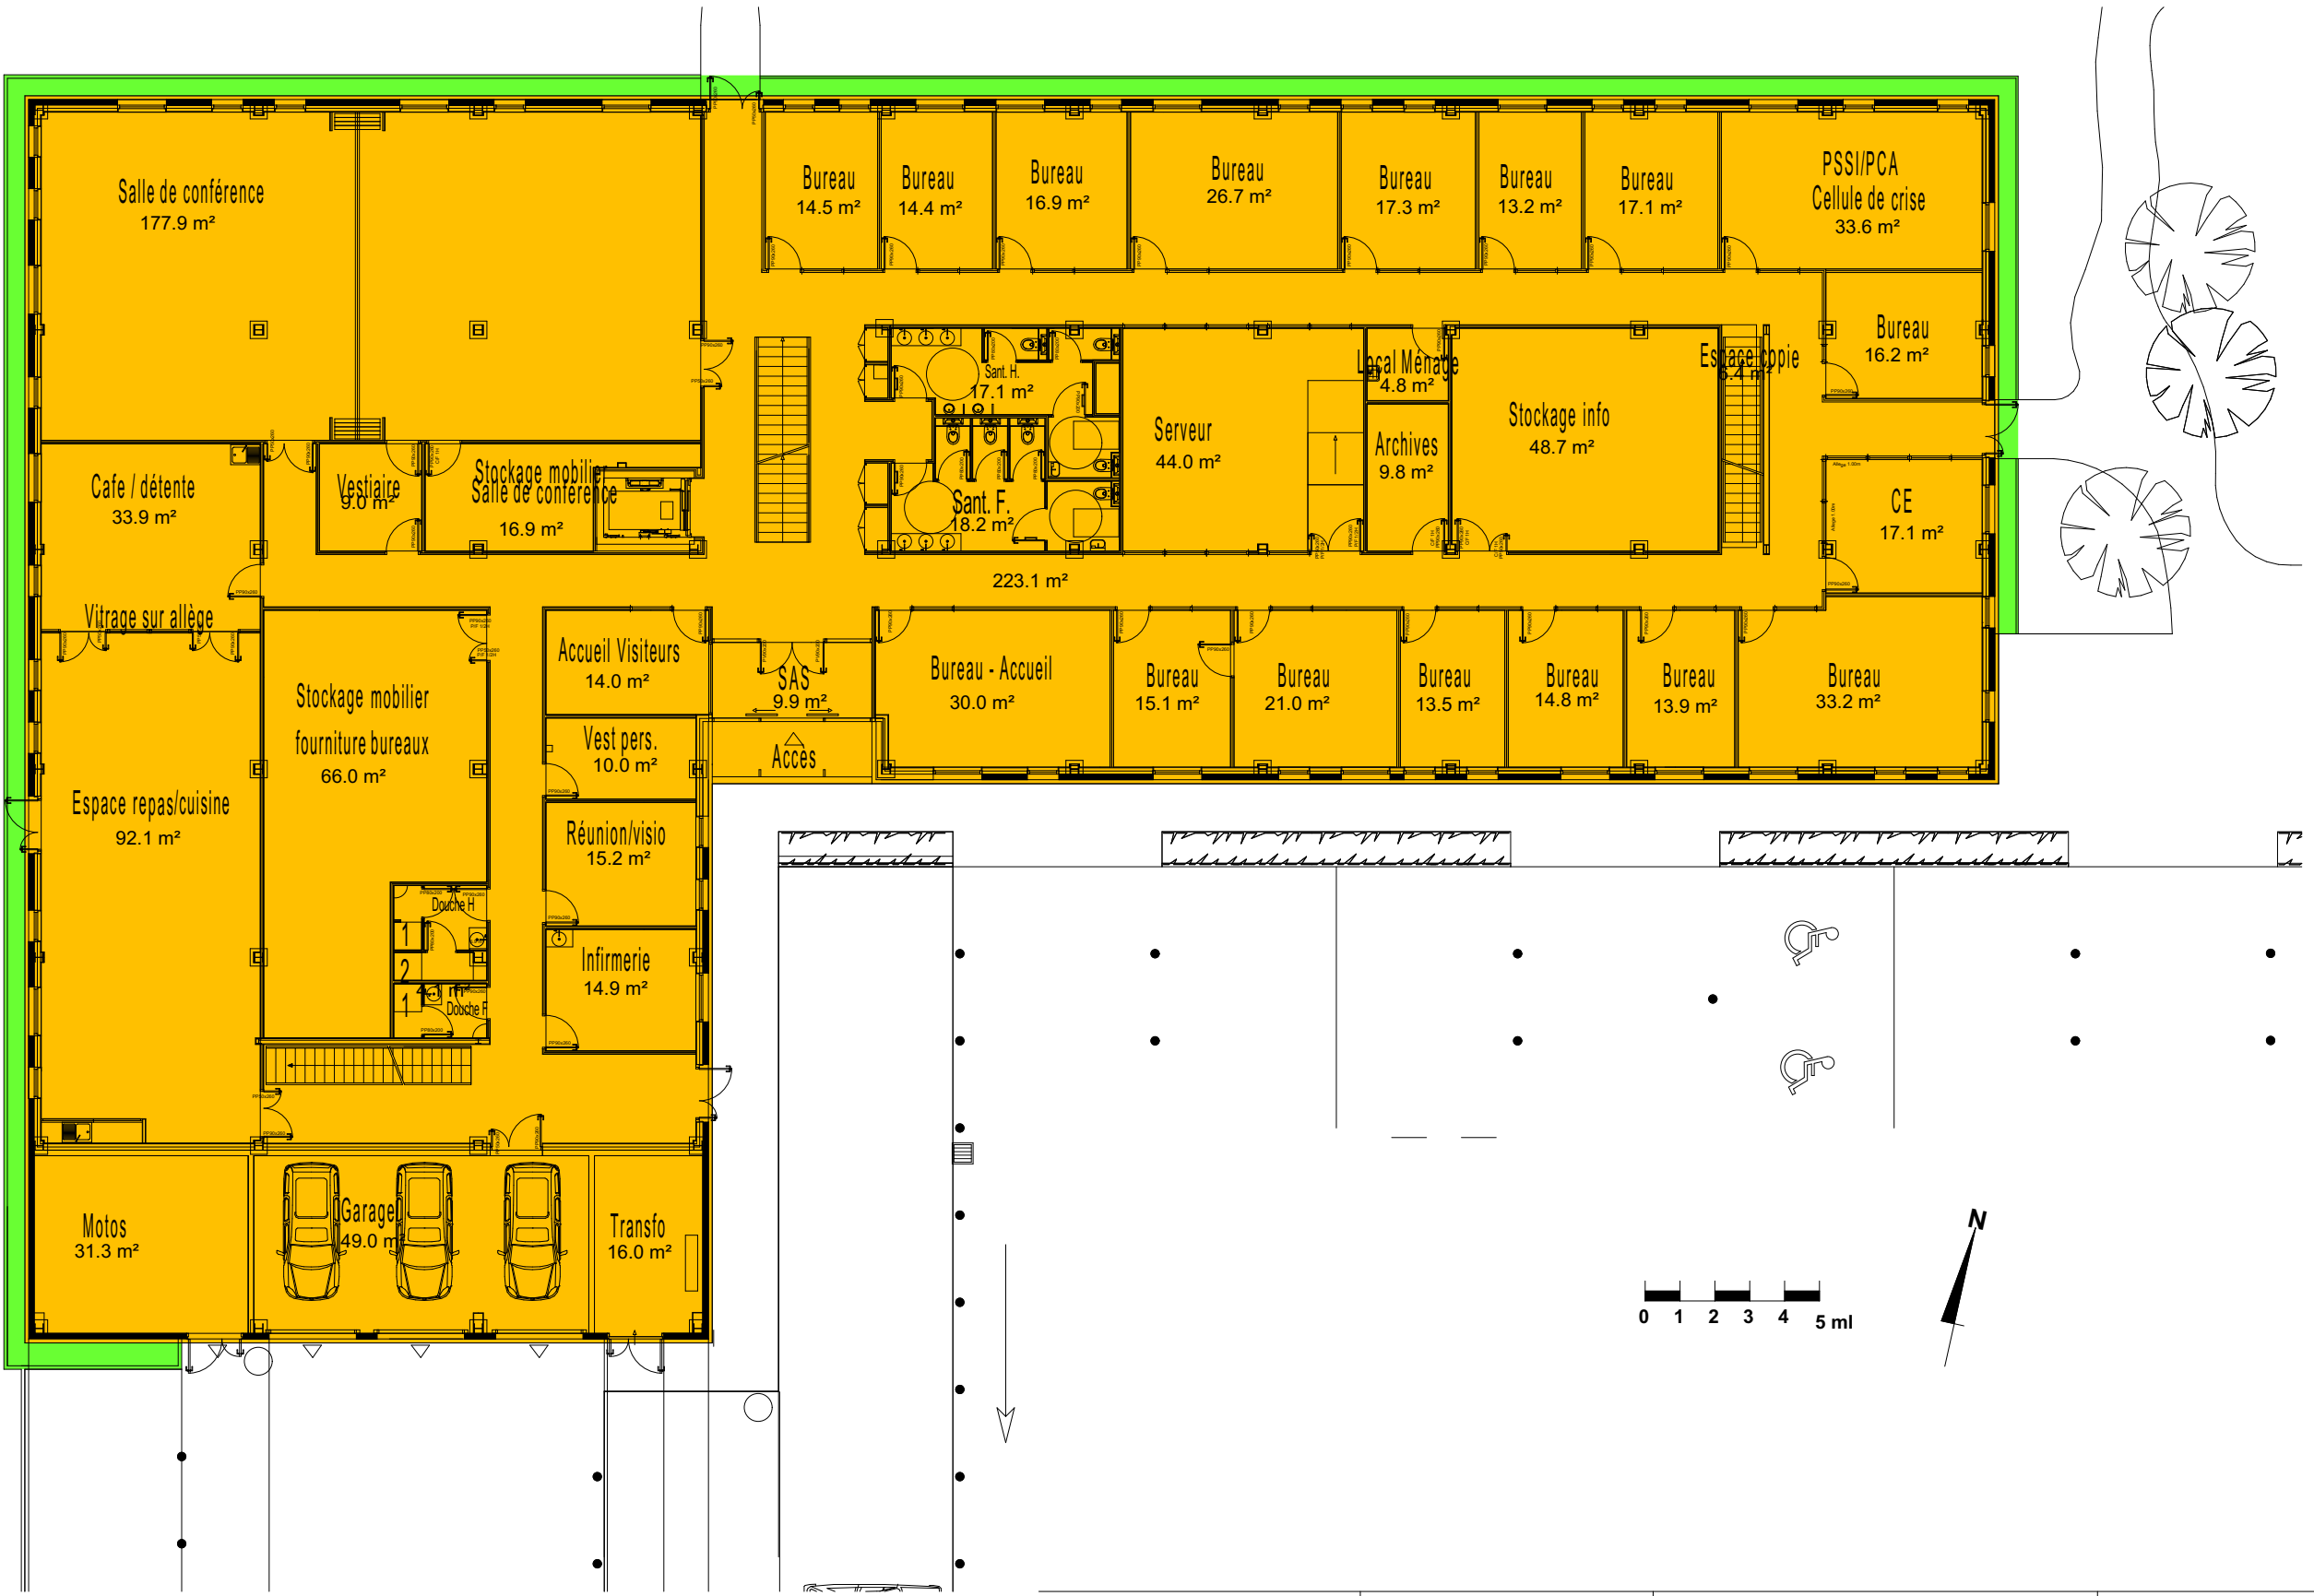 Salle de conférence
177.9 m²
Bureau
14.5 m²
Bureau
14.4 m²
Bureau
16.9 m²
Bureau
26.7 m²
Bureau
17.3 m²
Bureau
13.2 m²
Bureau
17.1 m²
PSSI/PCA
Cellule de crise
33.6 m²
Bureau
16.2 m²
Sant. H.
17.1 m²
Local Ménage
4.8 m²
Espace copie
Serveur
44.0 m²
Archives
9.8 m²
Stockage info
48.7 m²
CE
17.1 m²
Cafe / détente
33.9 m²
Vestiaire
9.0 m²
Stockage mobilier
Salle de conférence
16.9 m²
Sant. F.
18.2 m²
223.1 m²
Vitrage sur allège
Accueil Visiteurs
14.0 m²
SAS
9.9 m²
Accès
Bureau - Accueil
30.0 m²
Bureau
15.1 m²
Bureau
21.0 m²
Bureau
13.5 m²
Bureau
14.8 m²
Bureau
13.9 m²
Bureau
33.2 m²
Stockage mobilier
fourniture bureaux
66.0 m²
Vest pers.
10.0 m²
Espace repas/cuisine
92.1 m²
Réunion/visio
15.2 m²
Douche H
1
2
1
Douche F
Infirmerie
14.9 m²
Motos
31.3 m²
Garage
49.0 m²
Transfo
16.0 m²
N
0 1 2 3 4 5 ml